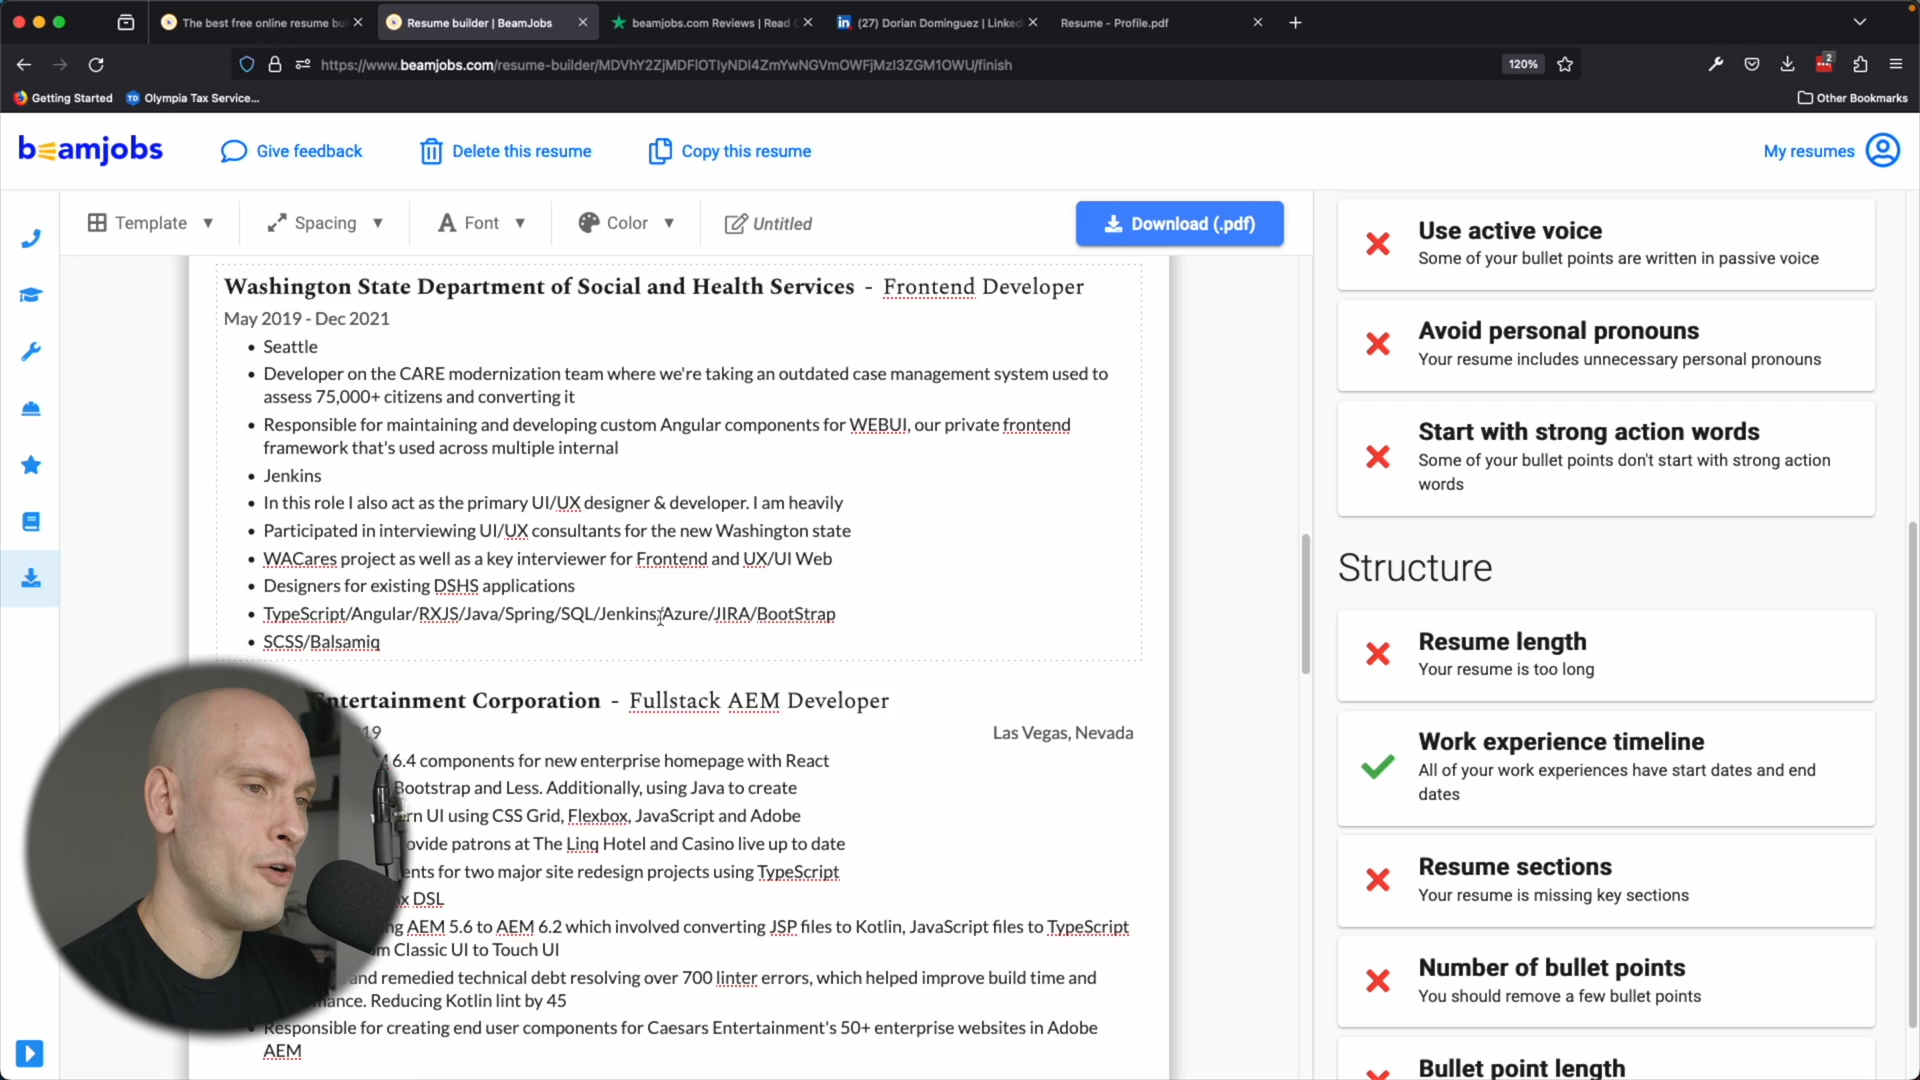 The best free online resume bui
Resume builder | BeamJobs
beamjobs.com Reviews | Read C
(27) Dorian Dominguez | LinkedI
Resume - Profile.pdf
https://www.beamjobs.com/resume-builder/
120%
2
Getting Started
Olympia Tax Service...
Other Bookmarks
beamjobs
Give feedback
Delete this resume
Copy this resume
My resumes
Template
Spacing
Font
Color
Untitled
Download (.pdf)
Washington State Department of Social and Health Services - Frontend Developer
May 2019 - Dec 2021
Seattle
Developer on the CARE modernization team where we're taking an outdated case management system used to
assess 75,000+ citizens and converting it
Responsible for maintaining and developing custom Angular components for WEBUI, our private frontend
framework that's used across multiple internal
Jenkins
In this role I also act as the primary UI/UX designer & developer. I am heavily
Participated in interviewing UI/UX consultants for the new Washington state
WACares project as well as a key interviewer for Frontend and UX/UI Web
Designers for existing DSHS applications
TypeScript/Angular/RXJS/Java/Spring/SQL/Jenkins/Azure/JIRA/BootStrap
SCSS/Balsamiq
Entertainment Corporation - Fullstack AEM Developer
19
Las Vegas, Nevada
6.4 components for new enterprise homepage with React
Bootstrap and Less. Additionally, using Java to create
UI using CSS Grid, Flexbox, JavaScript and Adobe
patrons at The Linq Hotel and Casino live up to date
for two major site redesign projects using TypeScript
DSL
AEM 5.6 to AEM 6.2 which involved converting JSP files to Kotlin, JavaScript files to TypeScript
Classic UI to Touch UI
and remedied technical debt resolving over 700 linter errors, which helped improve build time and
Reducing Kotlin lint by 45
Responsible for creating end user components for Caesars Entertainment's 50+ enterprise websites in Adobe
AEM
Use active voice
Some of your bullet points are written in passive voice
Avoid personal pronouns
Your resume includes unnecessary personal pronouns
Start with strong action words
Some of your bullet points don't start with strong action
words
Structure
Resume length
Your resume is too long
Work experience timeline
All of your work experiences have start dates and end
dates
Resume sections
Your resume is missing key sections
Number of bullet points
You should remove a few bullet points
Bullet point length